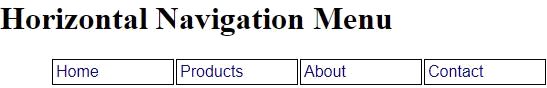 Horizontal Navigation Menu
Home Products About Contact